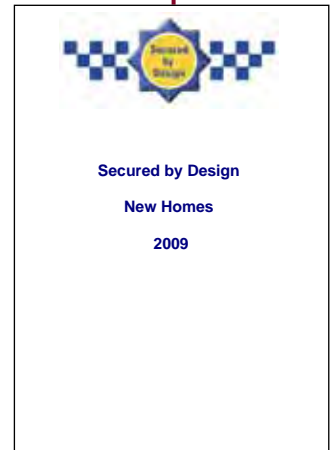 Secured
by
Design
Secured by Design
New Homes
2009